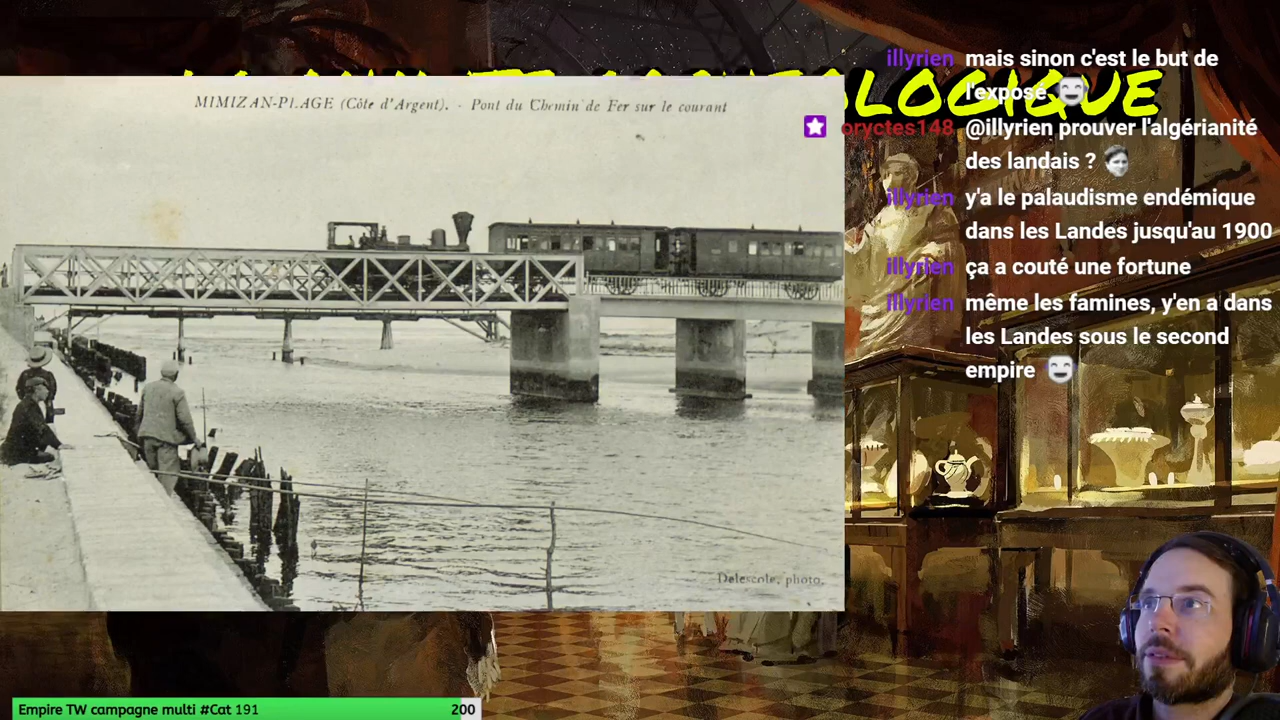 MIMIZAN-PLAGE (Côte d'Argent). - Pont du Chemin de Fer sur le courant
LOGIQUE
illyrien mais sinon c'est le but de
l'exposé
oryctes148 @illyrien prouver l'algérianité
des landais ?
illyrien y'a le paludisme endémique
dans les Landes jusqu'au 1900
illyrien ça a couté une fortune
illyrien même les famines, y'en a dans
les Landes sous le second
empire
Delescole, photo.
Empire TW campagne multi #Cat 191 200